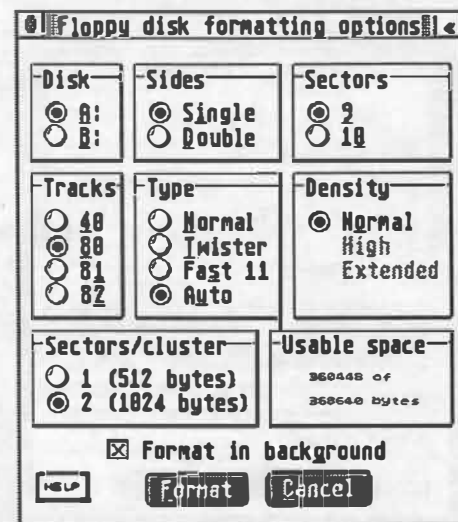 Floppy disk formatting options
Disk
A:
B:
Sides
Single
Double
Sectors
9
10
Tracks
40
80
81
82
Type
Normal
Twister
Fast 11
Auto
Density
Normal
High
Extended
Sectors/cluster
1 (512 bytes)
2 (1024 bytes)
Usable space
360448 of
368640 bytes
Format in background
HELP
Format
Cancel